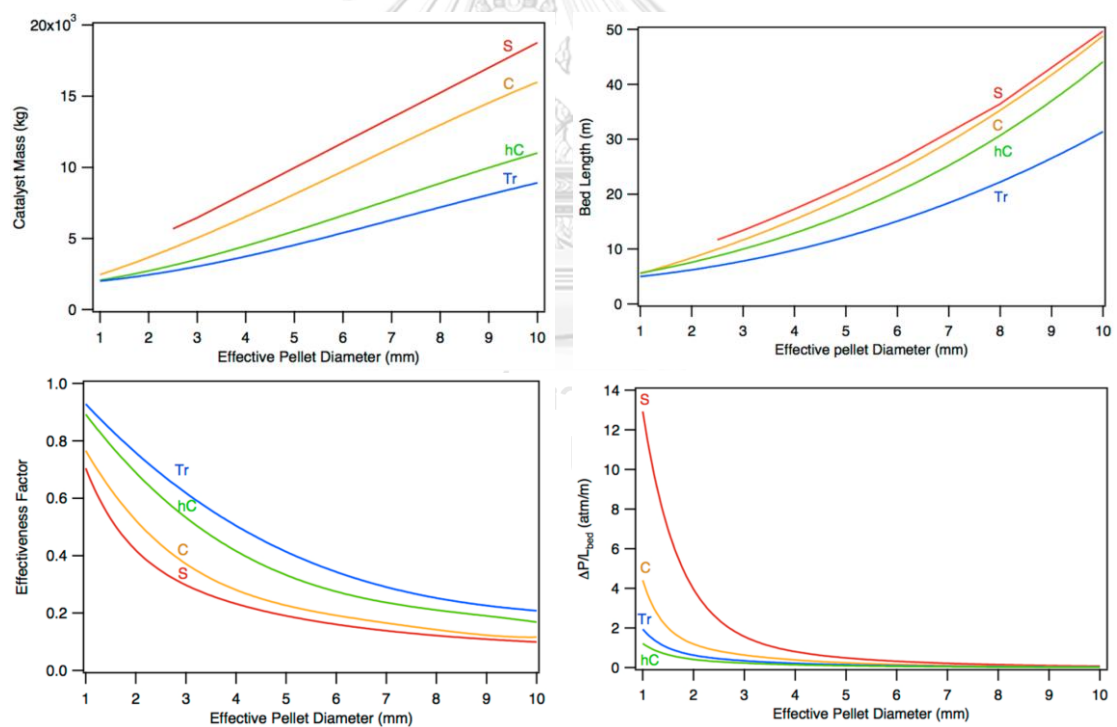 20x10³
15
10
5
0
Catalyst Mass (kg)
S
C
hC
Tr
1 2 3 4 5 6 7 8 9 10
Effective Pellet Diameter (mm)
50
40
30
20
10
0
Bed Length (m)
S
C
hC
Tr
1 2 3 4 5 6 7 8 9 10
Effective pellet Diameter (mm)
1.0
0.8
0.6
0.4
0.2
0.0
Effectiveness Factor
Tr
hC
C
S
1 2 3 4 5 6 7 8 9 10
Effective Pellet Diameter (mm)
14
12
10
8
6
4
2
0
ΔP/L_bed (atm/m)
S
C
Tr
hC
1 2 3 4 5 6 7 8 9 10
Effective Pellet Diameter (mm)